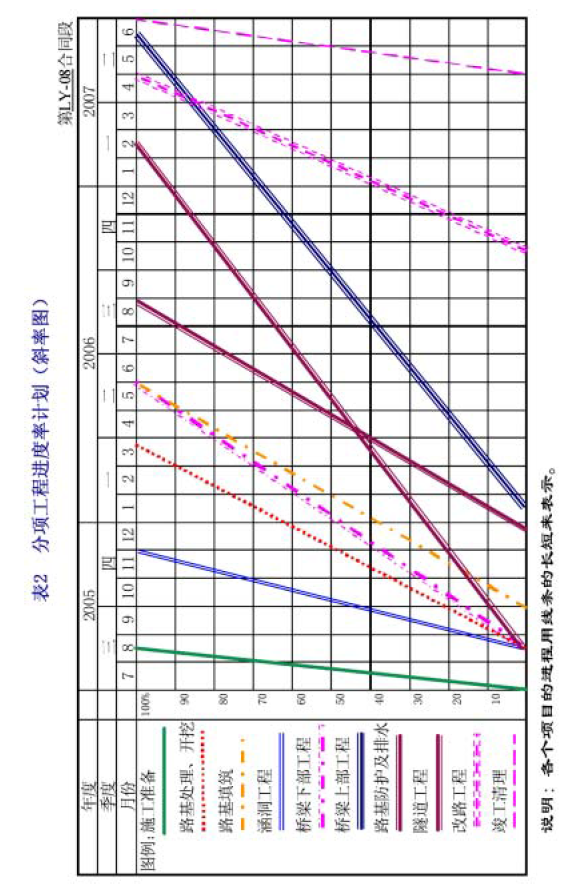 表2 分项工程进度率计划（斜率图）
第LY-08合同段
年度 2005 2006 2007
季度 三 四 一 二 三 四 一 二
月份 7 8 9 10 11 12 1 2 3 4 5 6 7 8 9 10 11 12 1 2 3 4 5 6
图例:
施工准备
路基处理、开挖
路基填筑
涵洞工程
桥梁下部工程
桥梁上部工程
路基防护及排水
隧道工程
改路工程
竣工清理
100%
90
80
70
60
50
40
30
20
10
说明：各个项目的进程用线条的长短来表示。